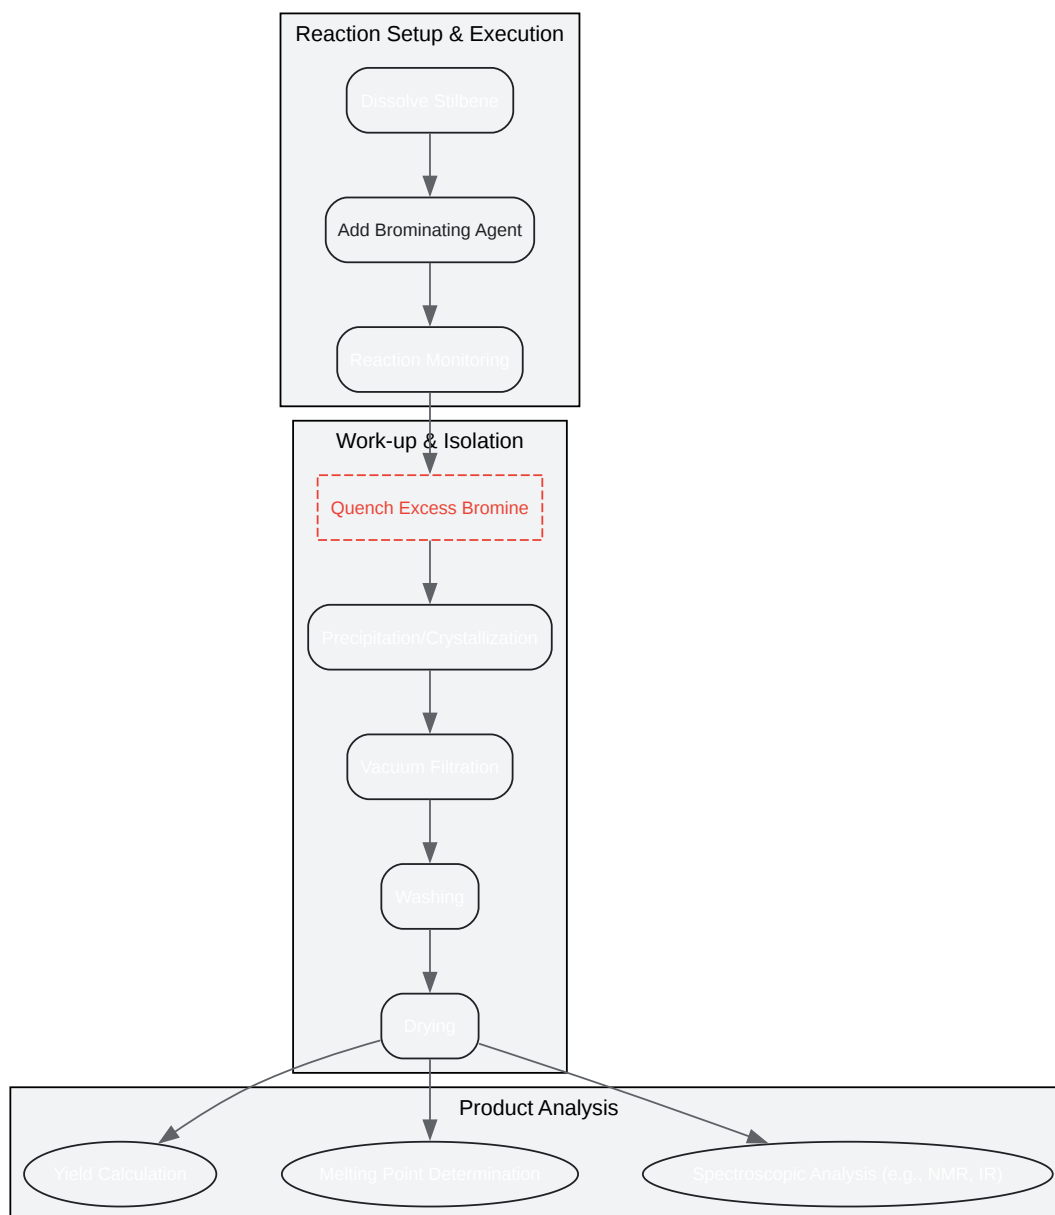 Reaction Setup & Execution
Dissolve Stilbene
Add Brominating Agent
Reaction Monitoring
Work-up & Isolation
Quench Excess Bromine
Precipitation/Crystallization
Vacuum Filtration
Washing
Drying
Product Analysis
Yield Calculation
Melting Point Determination
Spectroscopic Analysis (e.g., NMR, IR)